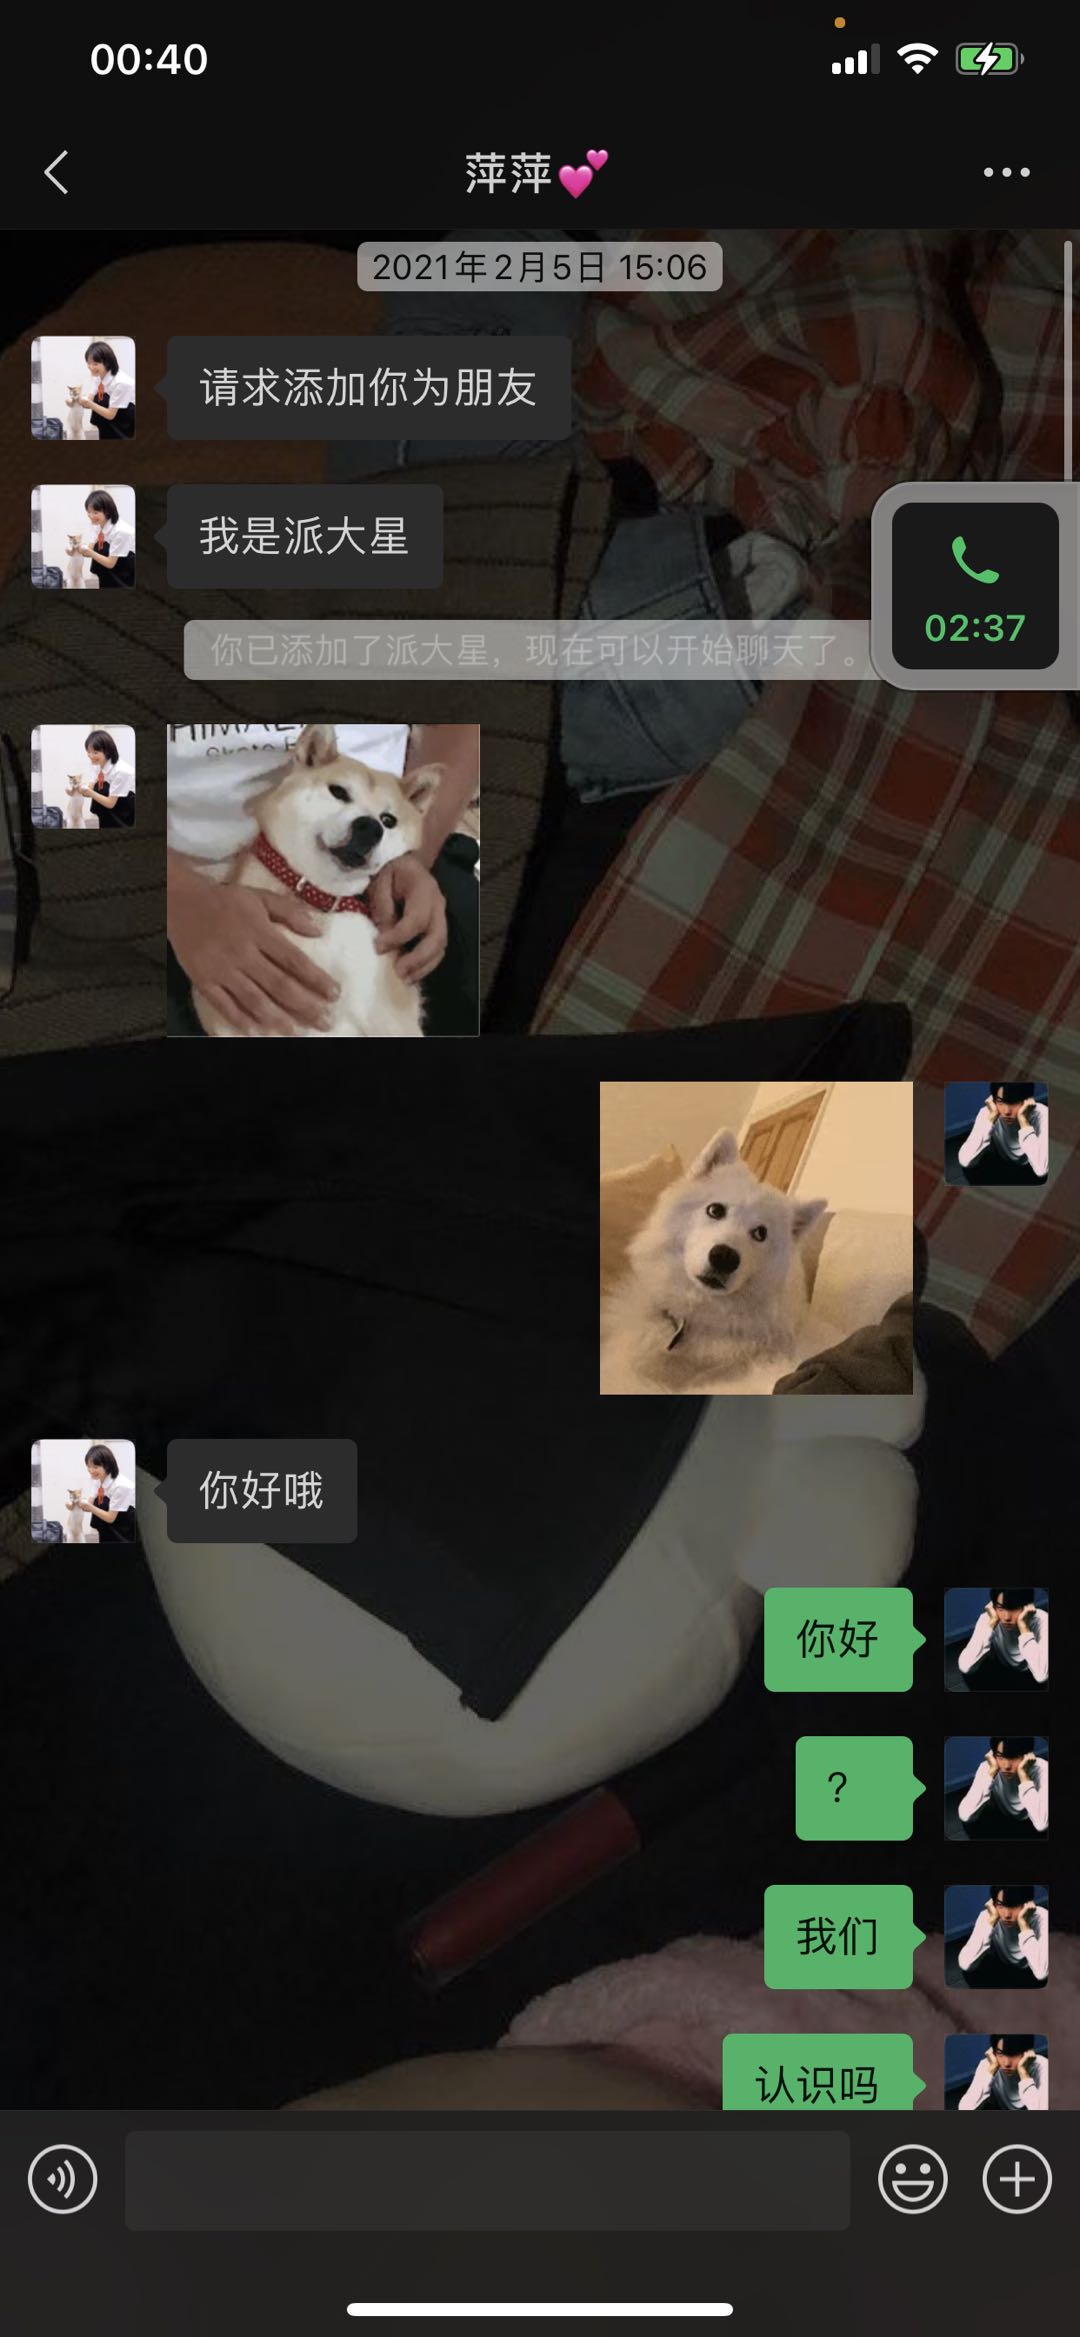 00:40
萍萍💕
2021年2月5日 15:06
请求添加你为朋友
我是派大星
02:37
你已添加了派大星，现在可以开始聊天了。
你好哦
你好
？
我们
认识吗